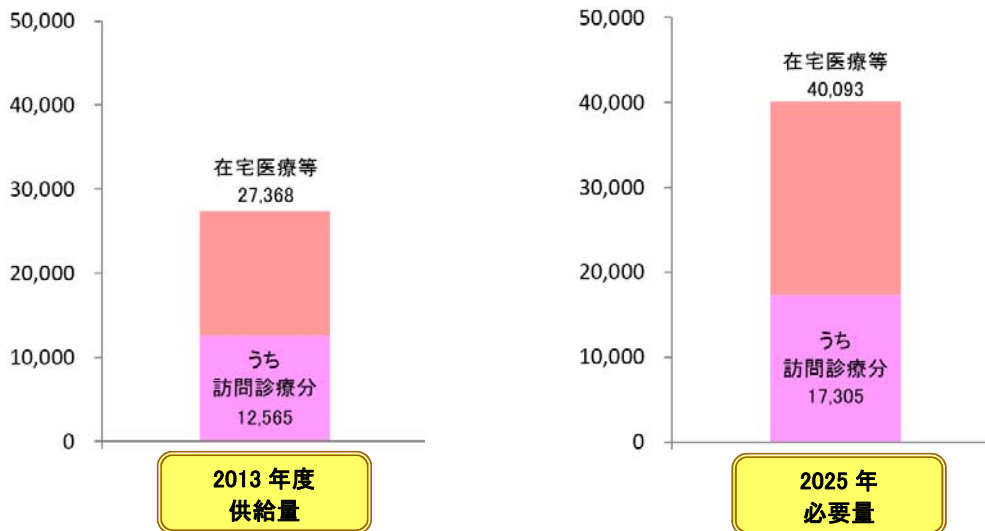 50,000
40,000
30,000
20,000
10,000
0
在宅医療等
27,368
うち
訪問診療分
12,565
2013 年度
供給量
50,000
40,000
30,000
20,000
10,000
0
在宅医療等
40,093
うち
訪問診療分
17,305
2025 年
必要量